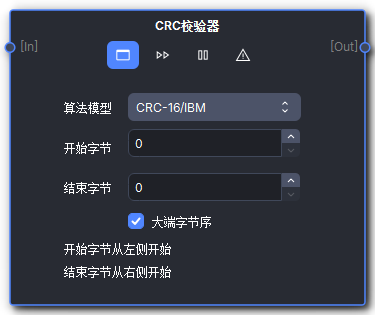 CRC校验器
[In]
[Out]
算法模型
CRC-16/IBM
开始字节
0
结束字节
0
大端字节序
开始字节从左侧开始
结束字节从右侧开始